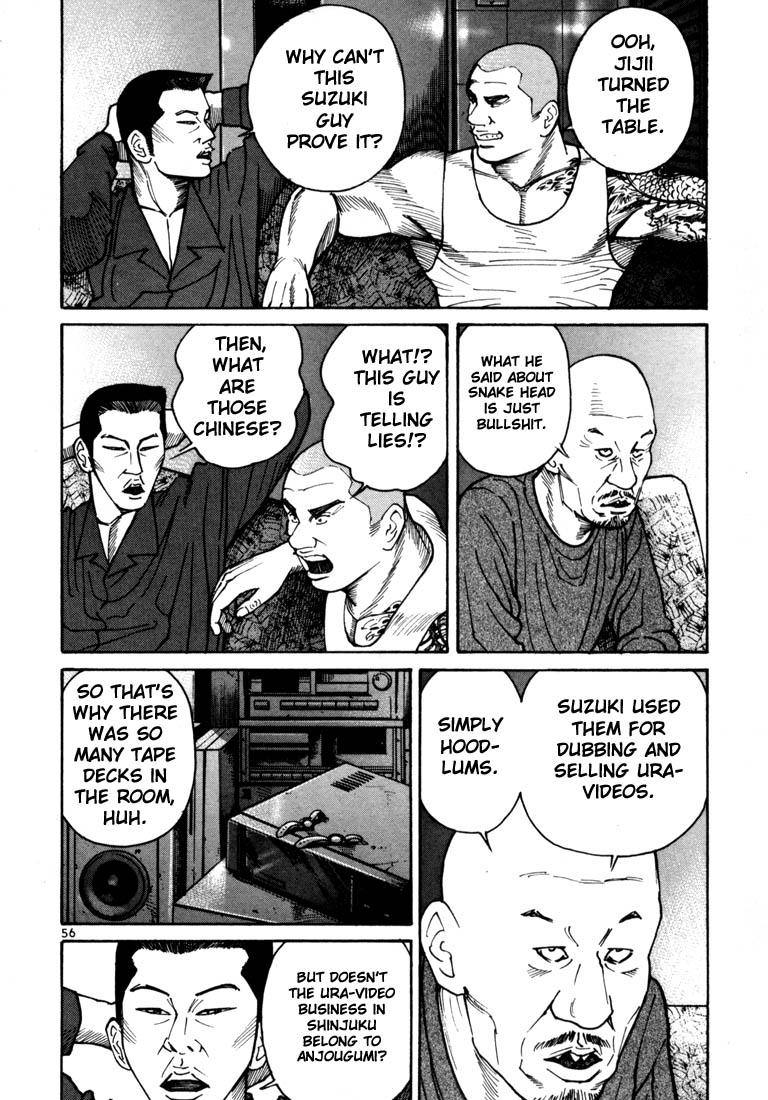 OOH,
JIJII
TURNED
THE
TABLE.
WHY CAN'T
THIS
SUZUKI
GUY
PROVE IT?
WHAT HE
SAID ABOUT
SNAKE HEAD
IS JUST
BULLSHIT.
WHAT!?
THIS GUY
IS
TELLING
LIES!?
THEN,
WHAT
ARE
THOSE
CHINESE?
SUZUKI USED
THEM FOR
DUBBING AND
SELLING URA-
VIDEOS.
SIMPLY
HOOD-
LUMS.
SO THAT'S
WHY THERE
WAS SO
MANY TAPE
DECKS IN
THE ROOM,
HUH.
56
BUT DOESN'T
THE URA-VIDEO
BUSINESS IN
SHINJUKU
BELONG TO
ANJOUGUMI?